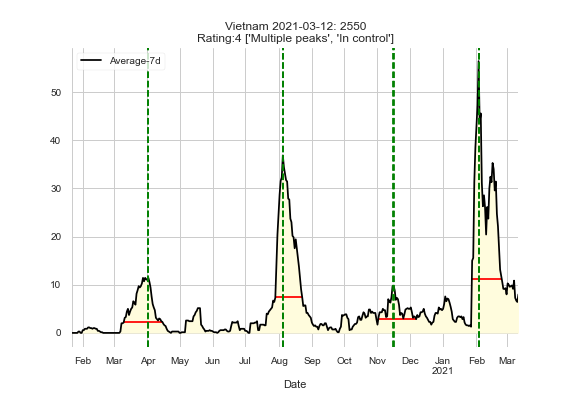 Vietnam 2021-03-12: 2550
Rating:4 ['Multiple peaks', 'In control']
Average-7d
50
40
30
20
10
0
Feb Mar Apr May Jun Jul Aug Sep Oct Nov Dec Jan Feb Mar
2021
Date